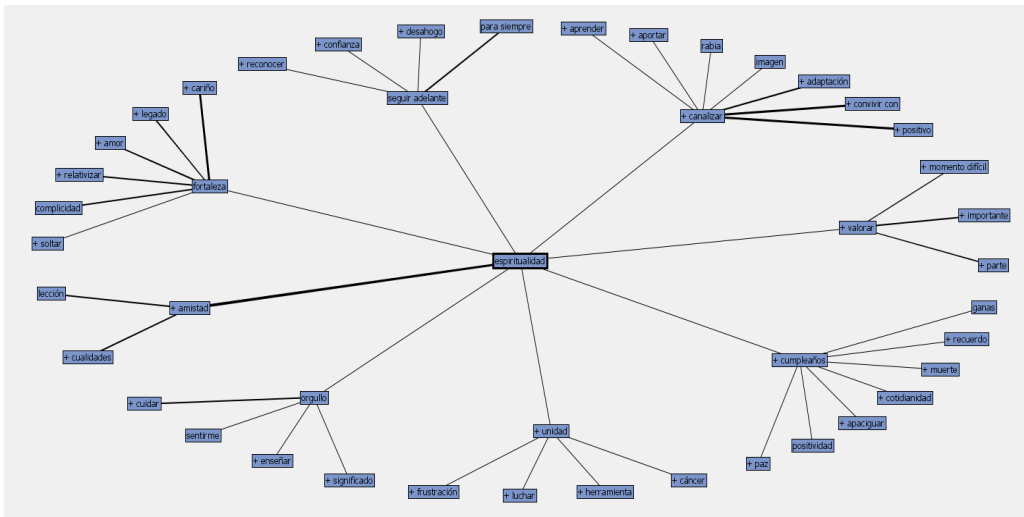 + reconocer
+ confianza
+ desahogo
para siempre
seguir adelante
+ aprender
+ aportar
rabia
imagen
+ adaptación
+ convivir con
+ positivo
+ canalizar
+ cariño
+ legado
+ amor
+ relativizar
complicidad
+ soltar
fortaleza
+ momento difícil
+ importante
+ parte
+ valorar
espiritualidad
lección
+ cualidades
+ amistad
ganas
+ recuerdo
+ muerte
+ cotidianidad
+ apaciguar
positividad
+ paz
+ cumpleaños
orgullo
+ cuidar
sentirme
+ enseñar
+ significado
+ unidad
+ frustración
+ luchar
+ herramienta
+ cáncer